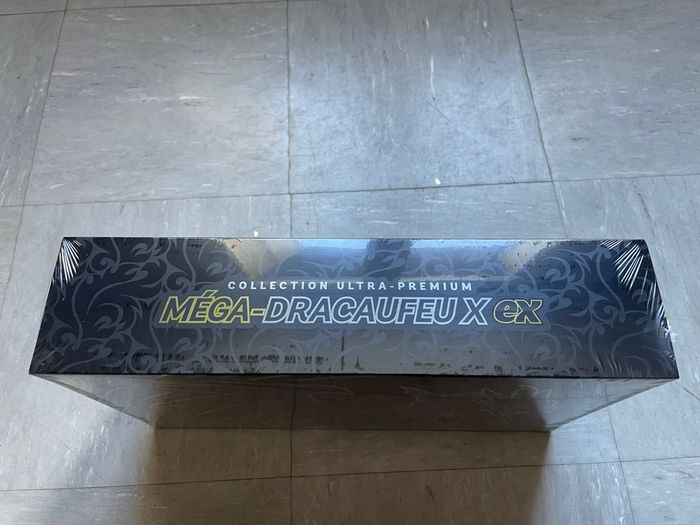 COLLECTION ULTRA-PREMIUM
MÉGA-DRACAUFEU X ex